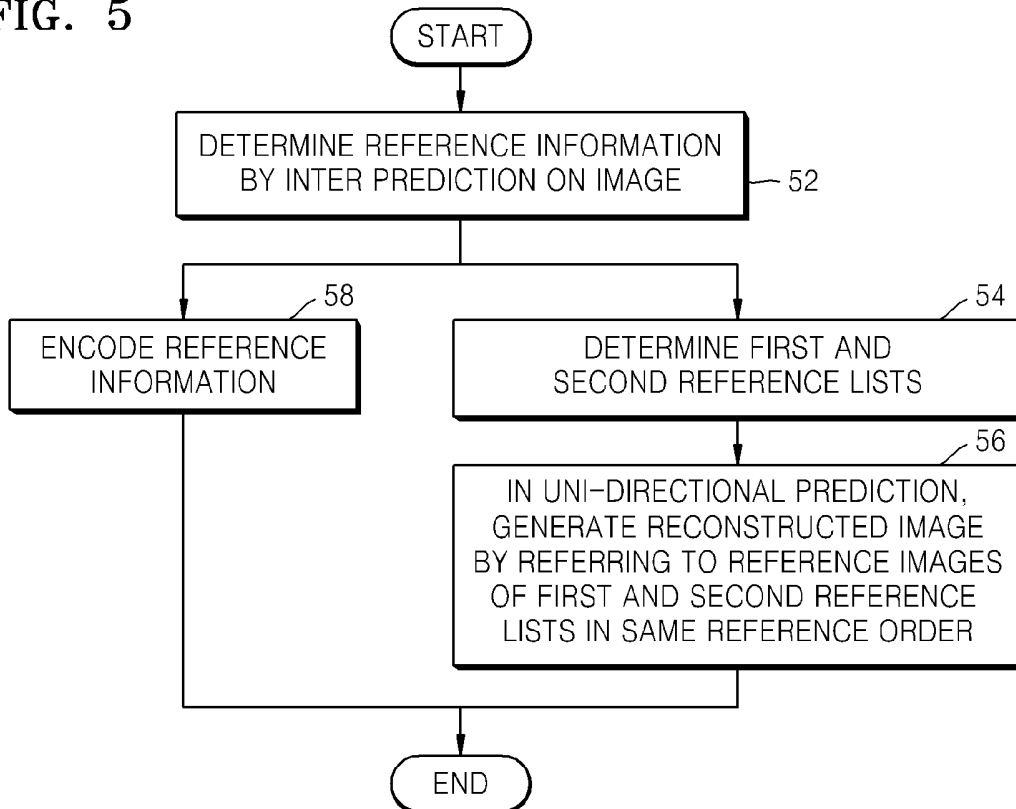 FIG. 5
START
DETERMINE REFERENCE INFORMATION
BY INTER PREDICTION ON IMAGE
52
58
ENCODE REFERENCE
INFORMATION
54
DETERMINE FIRST AND
SECOND REFERENCE LISTS
56
IN UNI-DIRECTIONAL PREDICTION,
GENERATE RECONSTRUCTED IMAGE
BY REFERRING TO REFERENCE IMAGES
OF FIRST AND SECOND REFERENCE
LISTS IN SAME REFERENCE ORDER
END